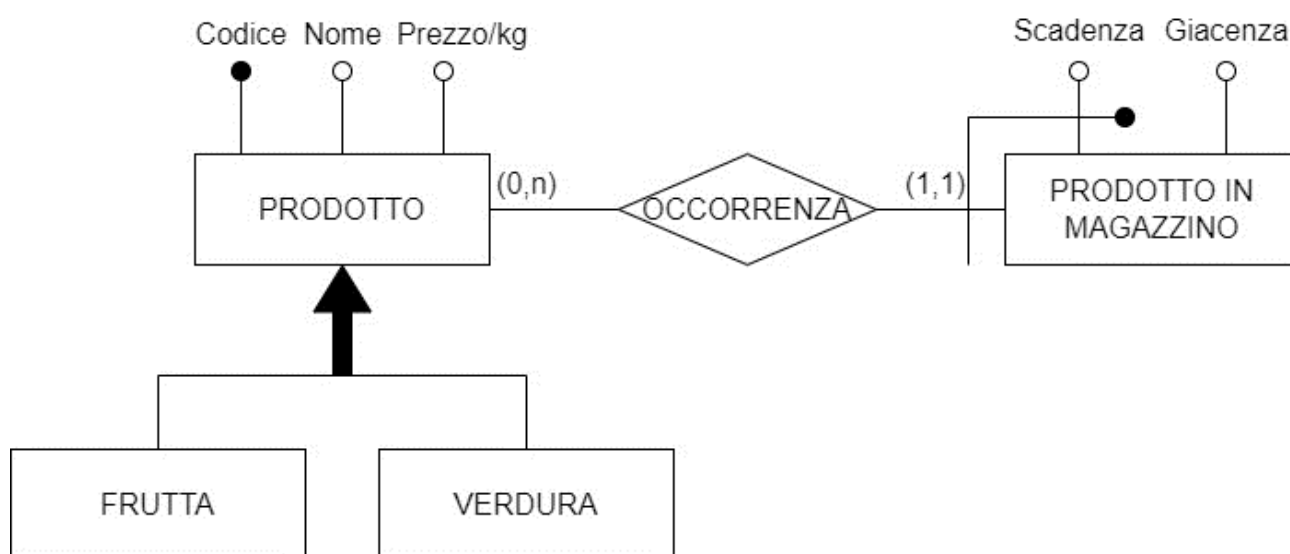 Codice Nome Prezzo/kg
Scadenza Giacenza
PRODOTTO
(0,n)
OCCORRENZA
(1,1)
PRODOTTO IN
MAGAZZINO
FRUTTA
VERDURA